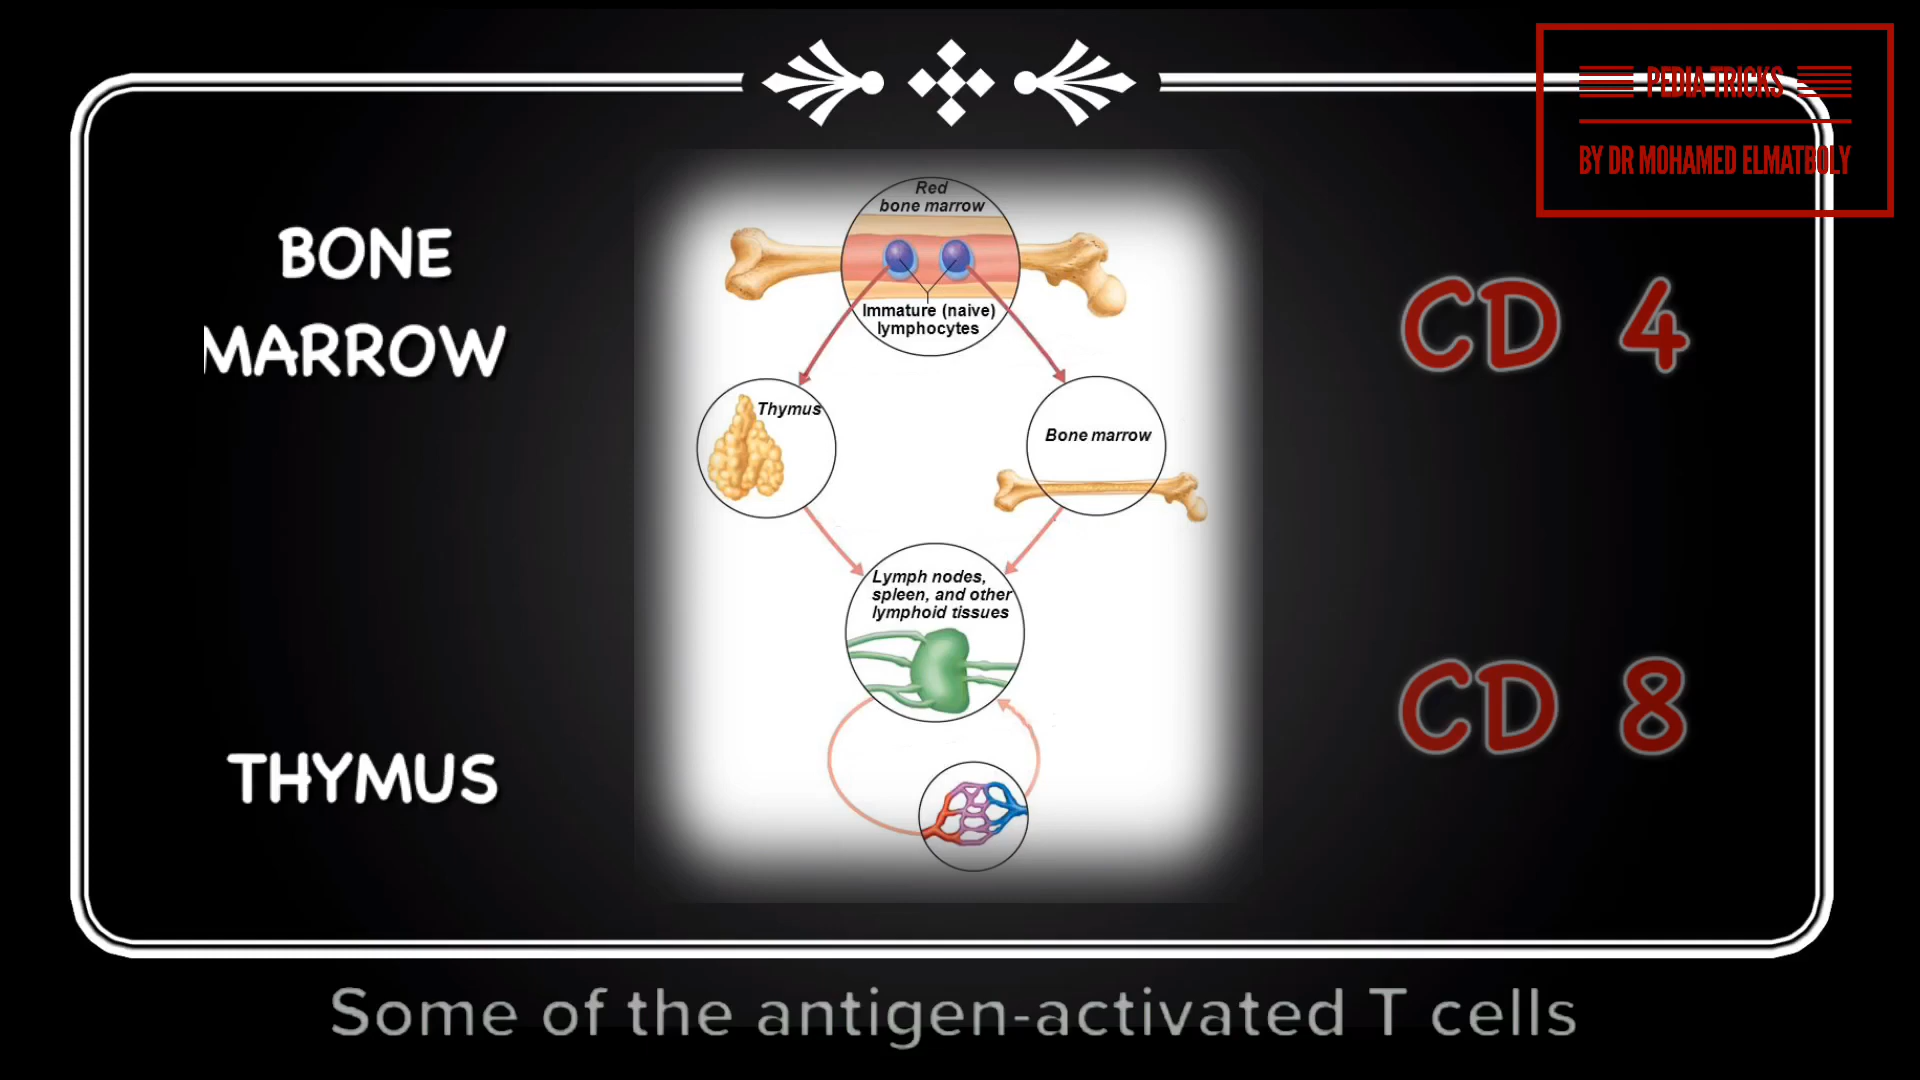 PEDIA TRICKS
BY DR MOHAMED ELMATBOLY
BONE
MARROW
THYMUS
Red
bone marrow
Immature (naive)
lymphocytes
Thymus
Bone marrow
Lymph nodes,
spleen, and other
lymphoid tissues
CD 4
CD 8
Some of the antigen-activated T cells